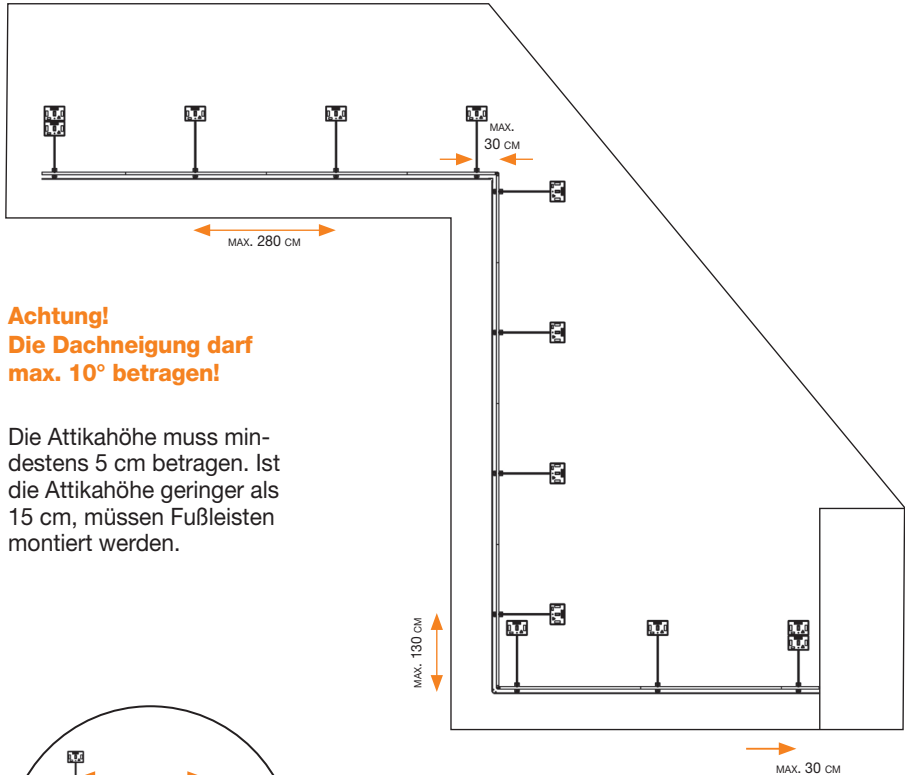 MAX.
30 CM
MAX. 280 CM
Achtung!
Die Dachneigung darf
max. 10° betragen!
Die Attikahöhe muss min-
destens 5 cm betragen. Ist
die Attikahöhe geringer als
15 cm, müssen Fußleisten
montiert werden.
MAX. 130 CM
MAX. 30 CM